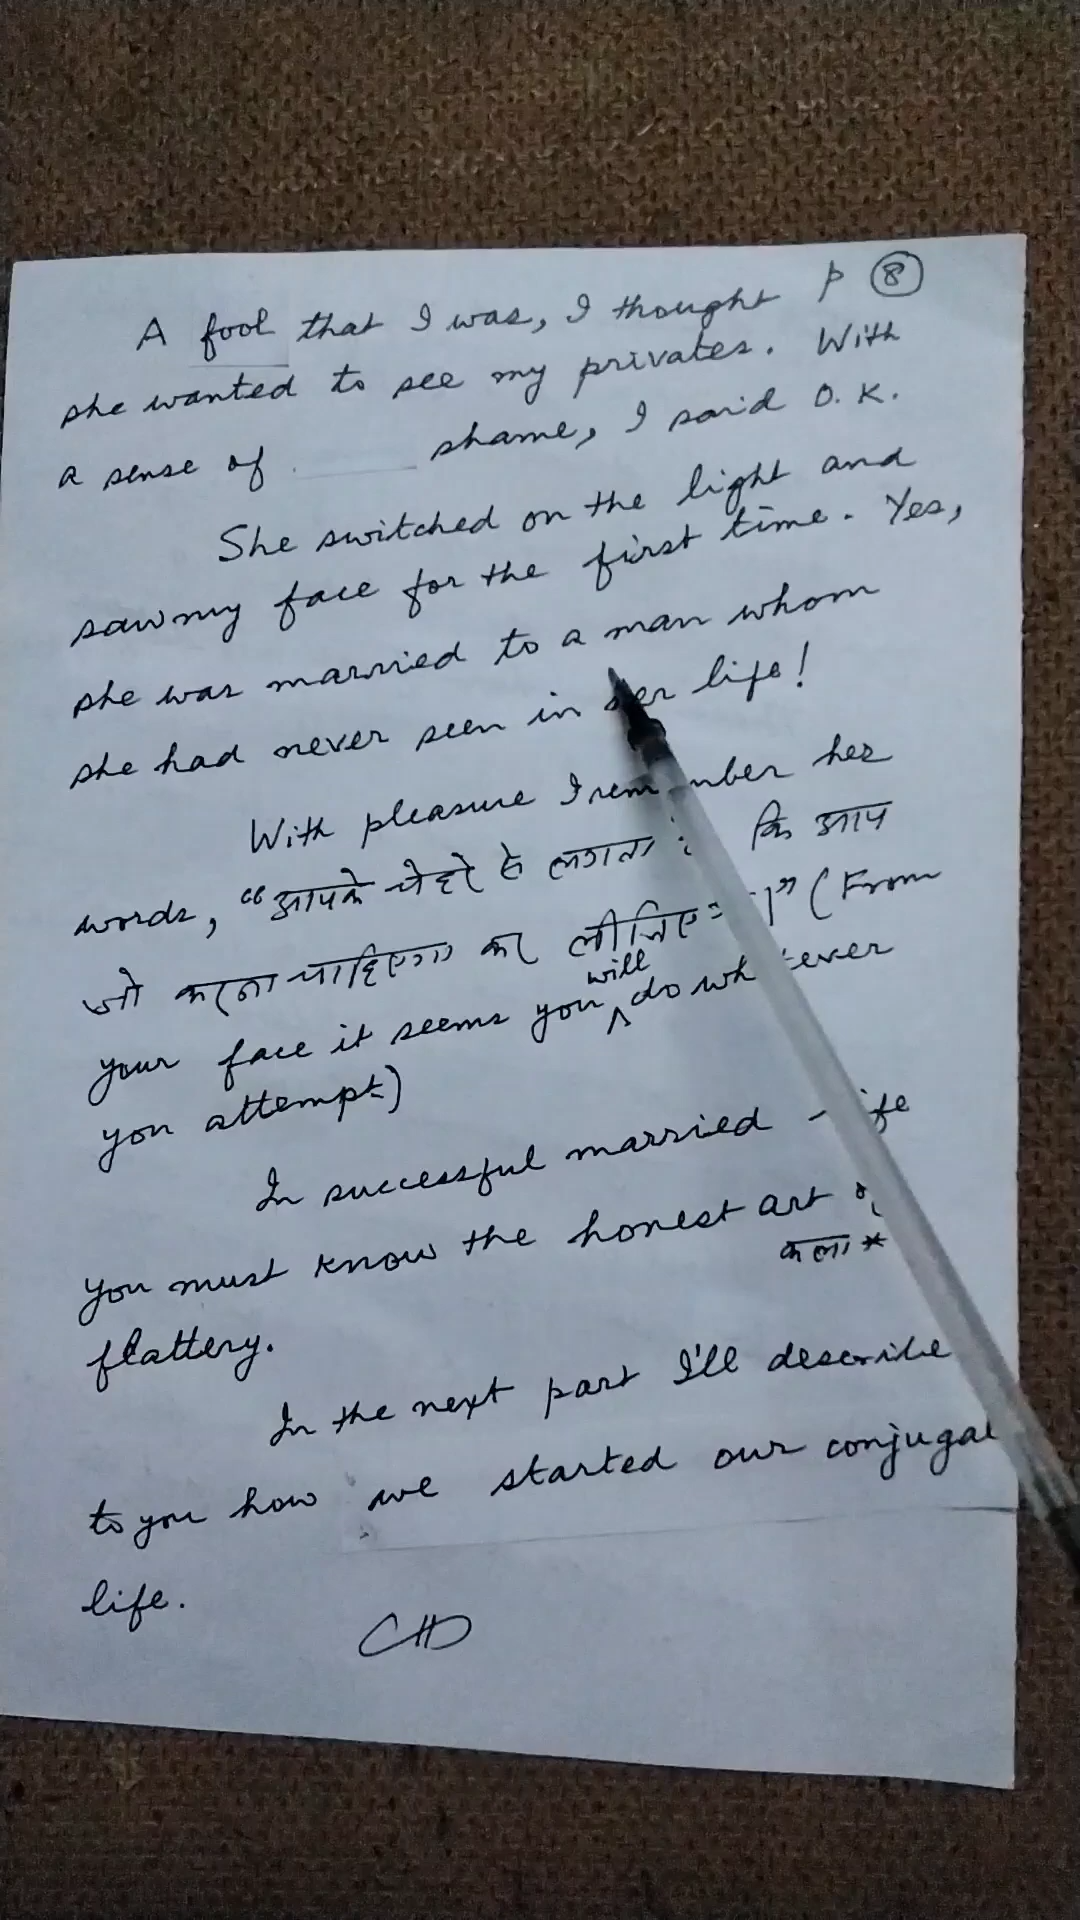 P 8
A fool that I was, I thought
she wanted to see my privates. With
a sense of shame, I said O.K.
She switched on the light and
saw my face for the first time. Yes,
she was married to a man whom
she had never seen in her life!
With pleasure I remember her
words, "आपके चेहरे से लगता कि आप
जो करना चाहिएगा कर लीजिए" (From
your face it seems you will do whatever
you attempt)
In successful married life
you must know the honest art
कला *
flattery.
In the next part I'll describe
to you how we started our conjugal
life.